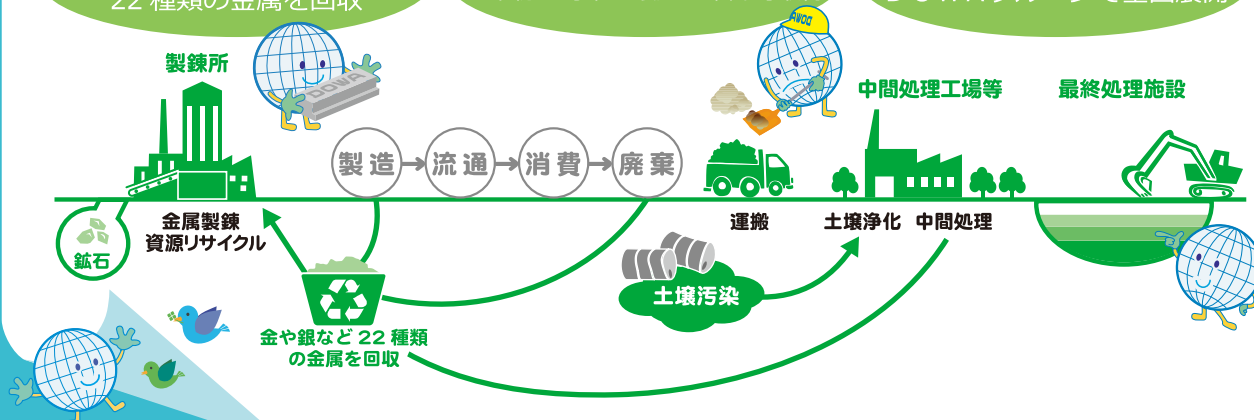 22 種類の金属を回収
DOWA
製錬所
DOWA
中間処理工場等
最終処理施設
製造
流通
消費
廃棄
金属製錬
資源リサイクル
運搬
土壌浄化
中間処理
鉱石
土壌汚染
金や銀など 22 種類
の金属を回収